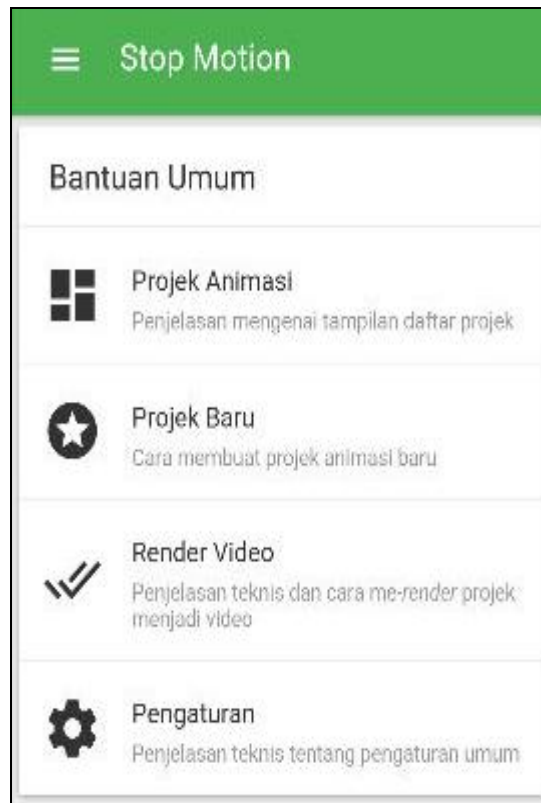 Stop Motion
Bantuan Umum
Projek Animasi
Penjelasan mengenai tampilan daftar projek
Projek Baru
Cara membuat projek animasi baru
Render Video
Penjelasan teknis dan cara me-render projek
menjadi video
Pengaturan
Penjelasan teknis tentang pengaturan umum